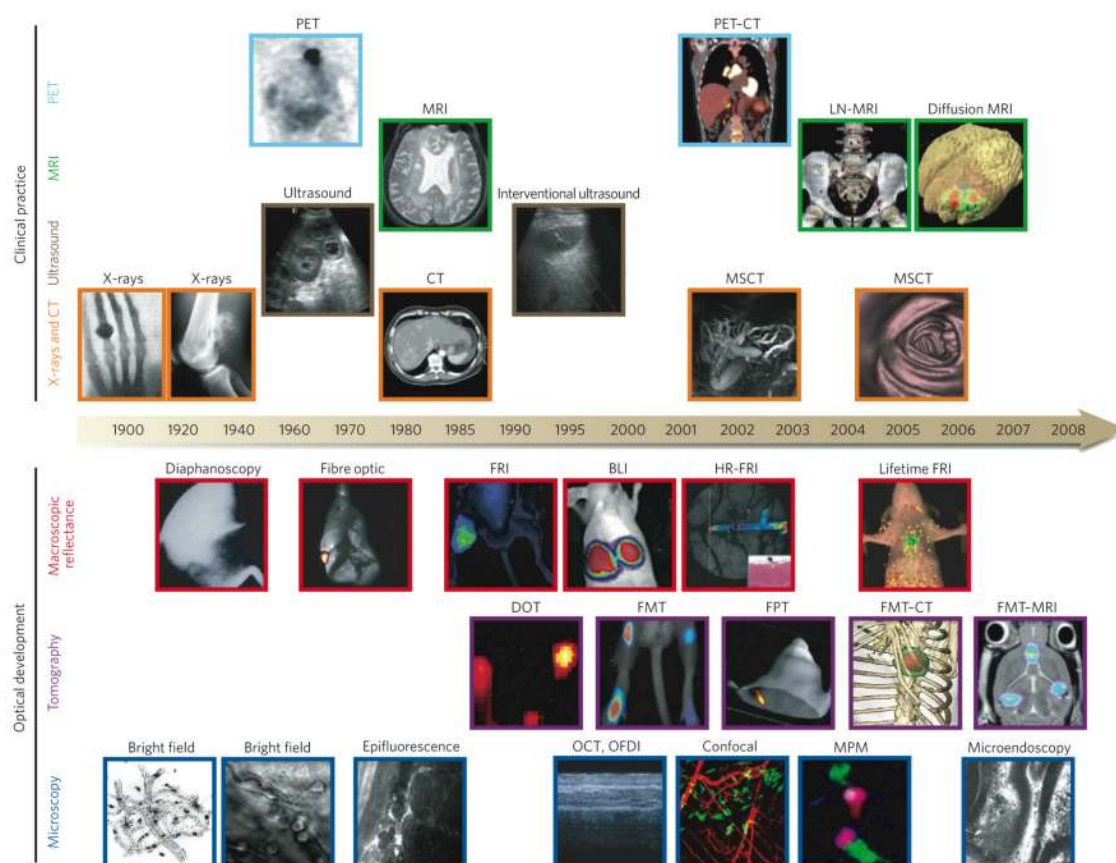 PET
PET–CT
MRI
LN-MRI
Diffusion MRI
Ultrasound
Interventional ultrasound
X-rays
X-rays
CT
MSCT
MSCT
Clinical practice
PET
MRI
Ultrasound
X-rays and CT
1900 1920 1940 1960 1970 1980 1985 1990 1995 2000 2001 2002 2003 2004 2005 2006 2007 2008
Diaphanoscopy
Fibre optic
FRI
BLI
HR-FRI
Lifetime FRI
DOT
FMT
FPT
FMT–CT
FMT–MRI
Bright field
Bright field
Epifluorescence
OCT, OFDI
Confocal
MPM
Microendoscopy
Optical development
Macroscopic
reflectance
Tomography
Microscopy